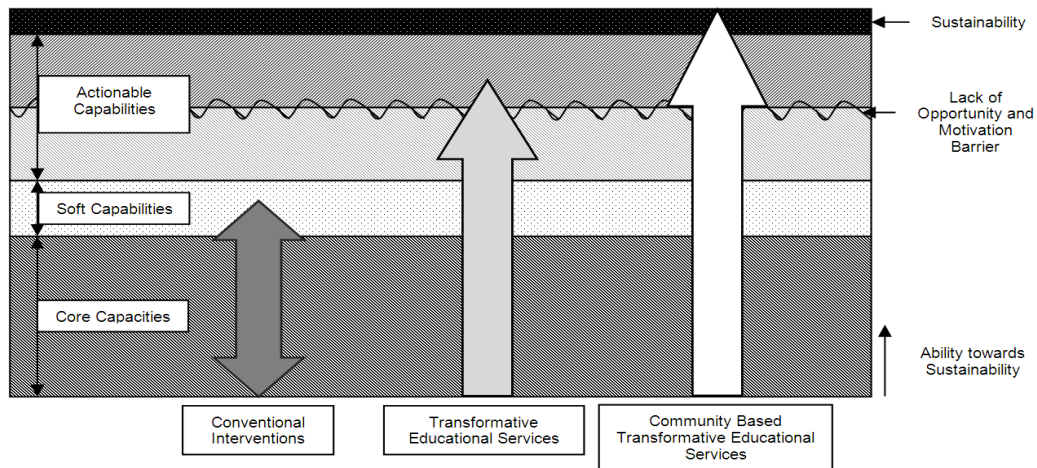 Sustainability
Actionable
Capabilities
Lack of
Opportunity and
Motivation
Barrier
Soft Capabilities
Core Capacities
Ability towards
Sustainability
Conventional
Interventions
Transformative
Educational Services
Community Based
Transformative Educational
Services